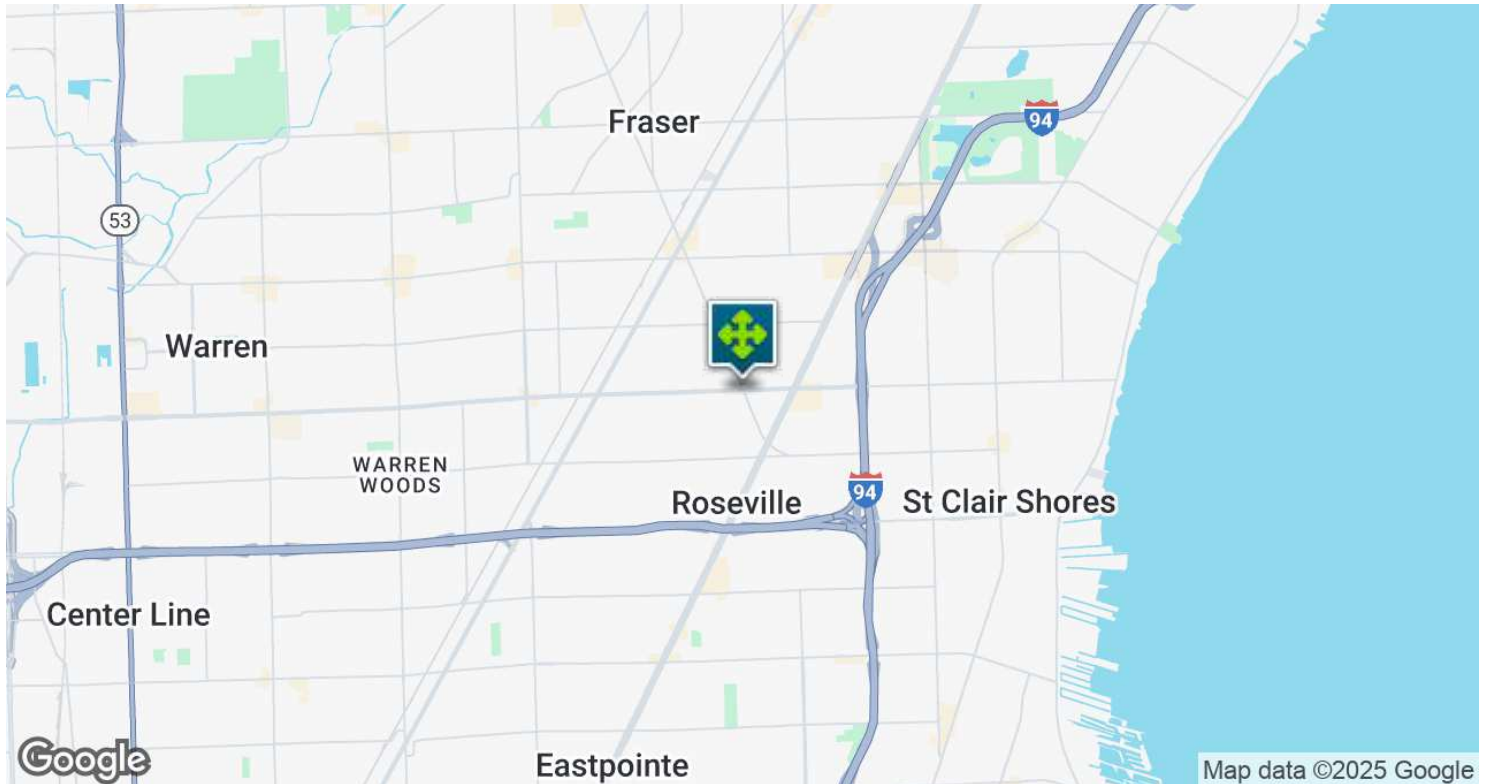 Fraser
94
53
Warren
WARREN
WOODS
Roseville
94
St Clair Shores
Center Line
Eastpointe
Google
Map data ©2025 Google